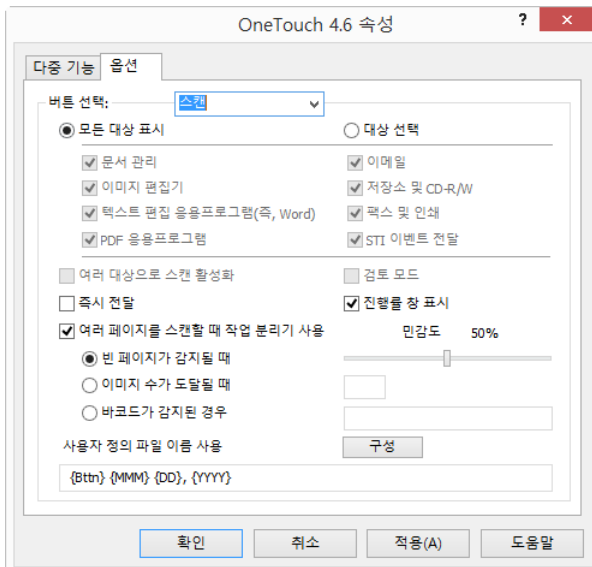 OneTouch 4.6 속성
?
다중 기능 옵션
버튼 선택: 스캔
모든 대상 표시 대상 선택
문서 관리 이메일
이미지 편집기 저장소 및 CD-R/W
텍스트 편집 응용프로그램(즉, Word) 팩스 및 인쇄
PDF 응용프로그램 STI 이벤트 전달
여러 대상으로 스캔 활성화 검토 모드
즉시 전달 진행률 창 표시
여러 페이지를 스캔할 때 작업 분리기 사용 민감도 50%
빈 페이지가 감지될 때
이미지 수가 도달될 때
바코드가 감지된 경우
사용자 정의 파일 이름 사용 구성
{Bttn} {MMM} {DD}, {YYYY}
확인 취소 적용(A) 도움말